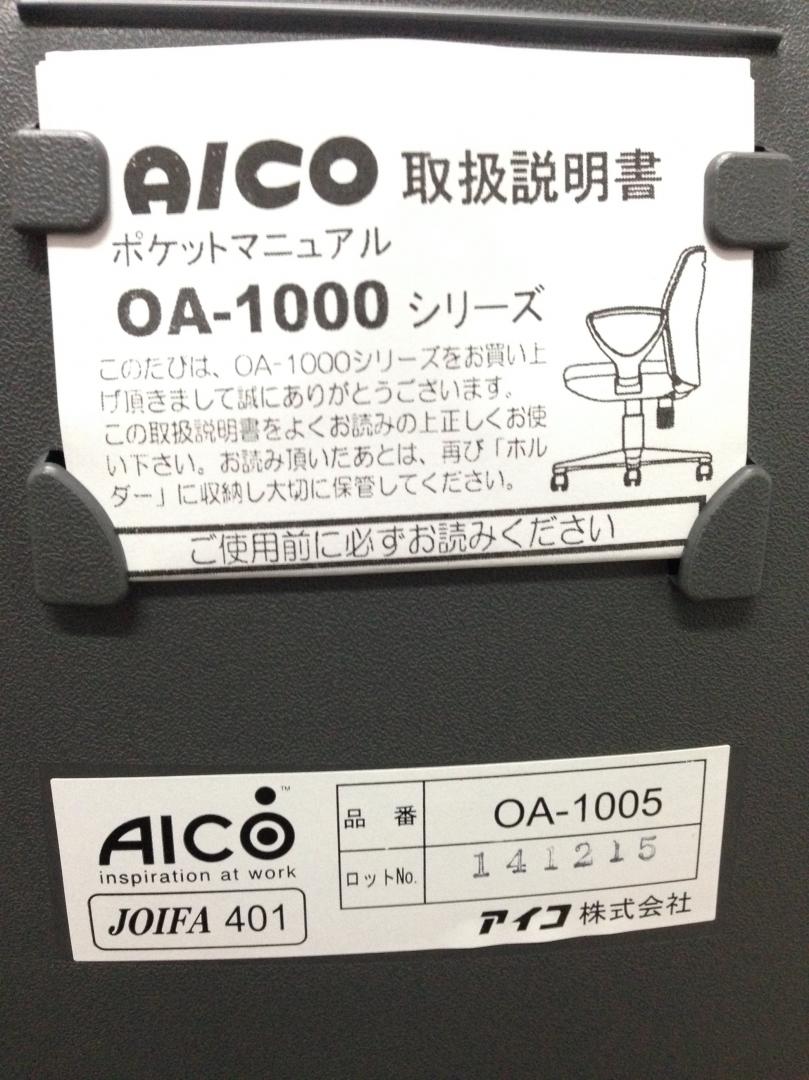 AICO 取扱説明書
ポケットマニュアル
OA-1000 シリーズ
このたびは、OA-1000シリーズをお買い上
げ頂きまして誠にありがとうございます。
この取扱説明書をよくお読みの上正しくお使
い下さい。お読み頂いたあとは、再び「ホル
ダー」に収納し大切に保管してください。
ご使用前に必ずお読みください
AICO™
inspiration at work
JOIFA 401
品番 OA-1005
ロットNo. 141215
アイコ株式会社